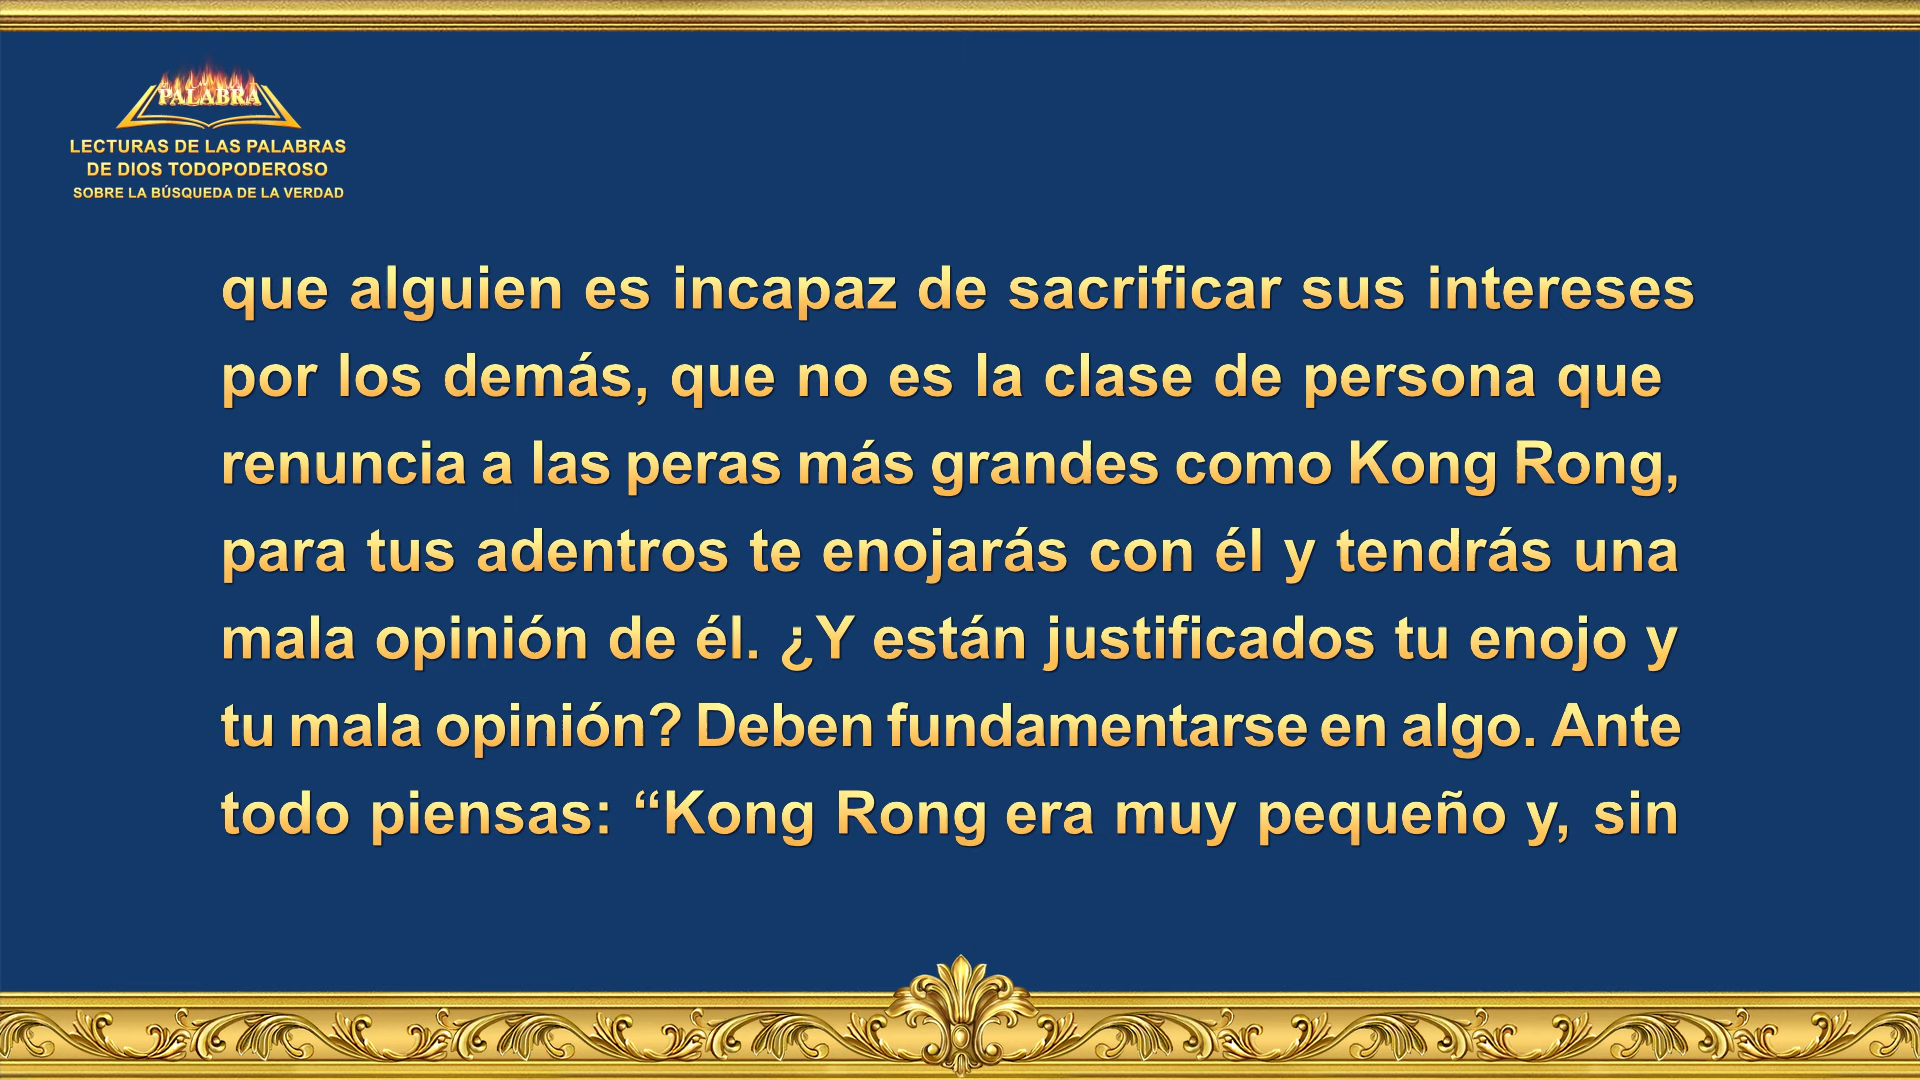 PALABRA
LECTURAS DE LAS PALABRAS
DE DIOS TODOPODEROSO
SOBRE LA BÚSQUEDA DE LA VERDAD
que alguien es incapaz de sacrificar sus intereses
por los demás, que no es la clase de persona que
renuncia a las peras más grandes como Kong Rong,
para tus adentros te enojarás con él y tendrás una
mala opinión de él. ¿Y están justificados tu enojo y
tu mala opinión? Deben fundamentarse en algo. Ante
todo piensas: “Kong Rong era muy pequeño y, sin